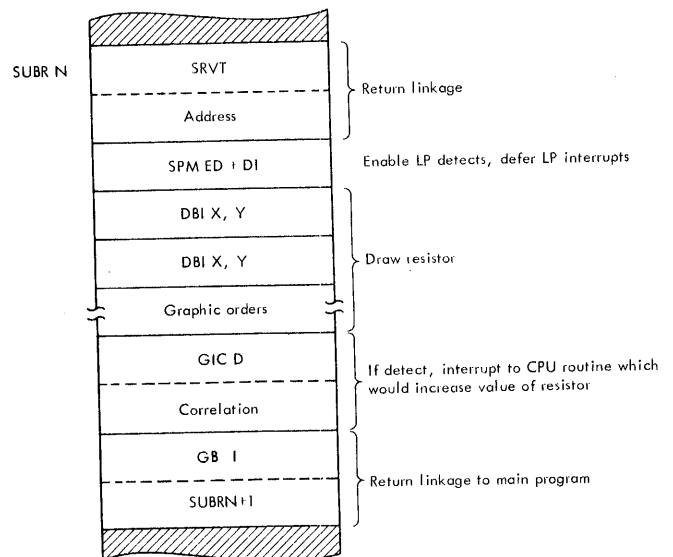 SUBR N
SRVT
Address
Return linkage
SPM ED + DI
Enable LP detects, defer LP interrupts
DBI X, Y
DBI X, Y
Graphic orders
Draw resistor
GIC D
Correlation
If detect, interrupt to CPU routine which
would increase value of resistor
GB I
SUBRN+1
Return linkage to main program